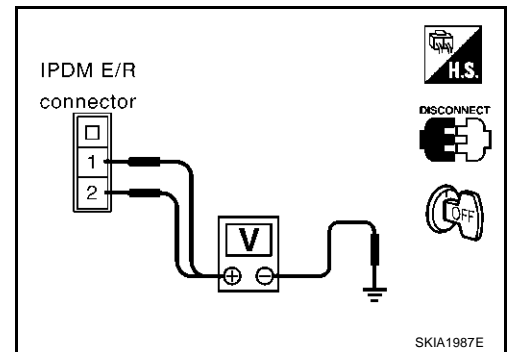 IPDM E/R
connector
1
2
V
+ −
H.S.
DISCONNECT
OFF
SKIA1987E